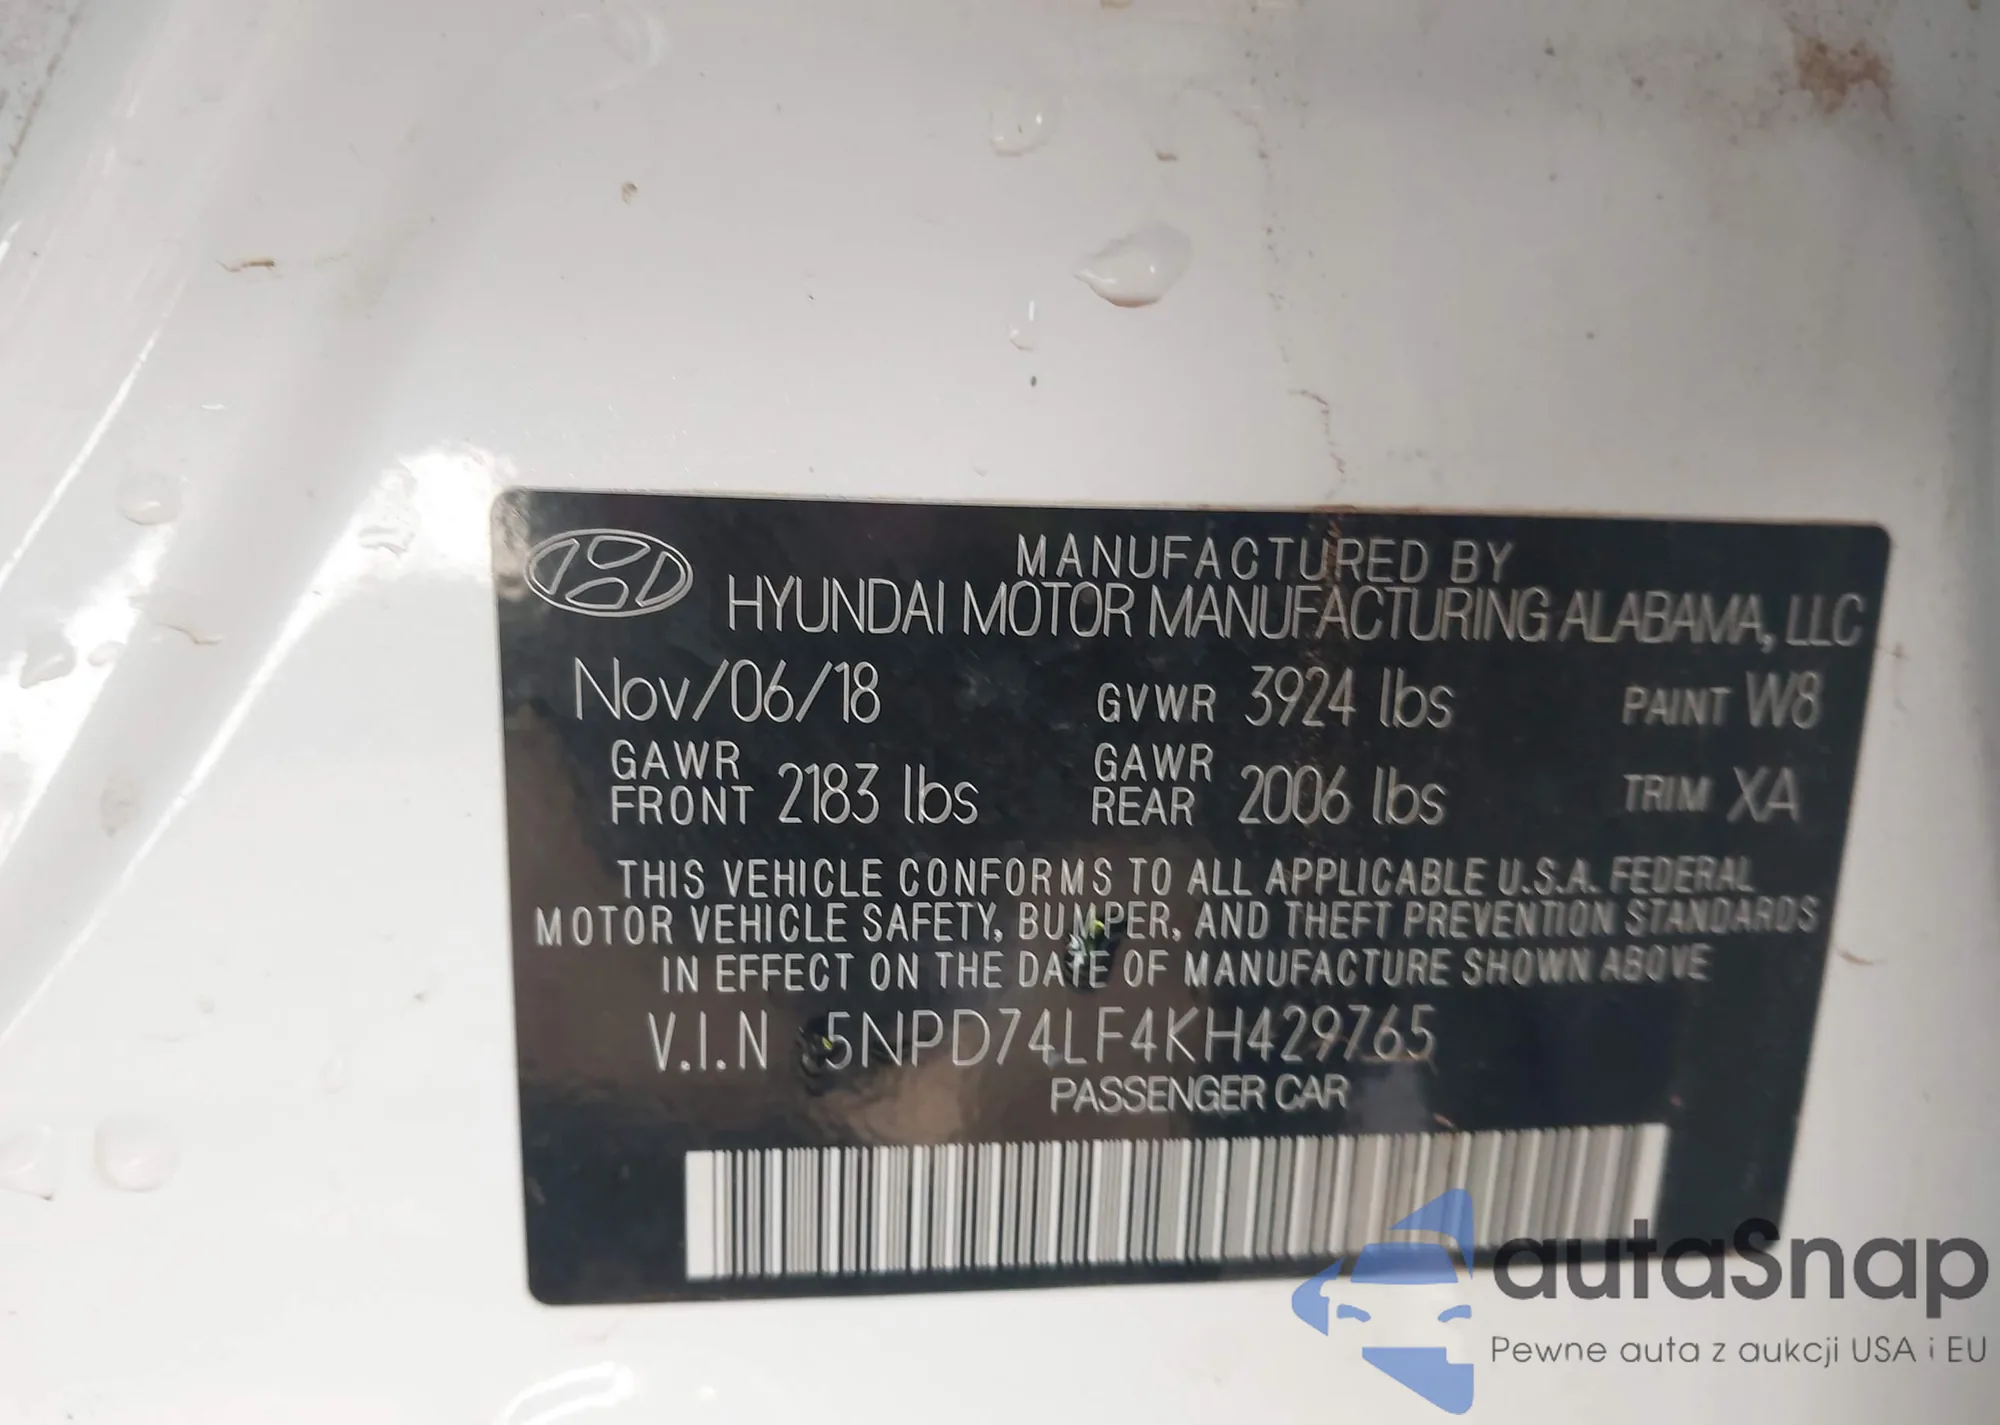 MANUFACTURED BY
HYUNDAI MOTOR MANUFACTURING ALABAMA, LLC
Nov/06/18 GVWR 3924 lbs PAINT W8
GAWR FRONT 2183 lbs GAWR REAR 2006 lbs TRIM XA
THIS VEHICLE CONFORMS TO ALL APPLICABLE U.S.A. FEDERAL
MOTOR VEHICLE SAFETY, BUMPER, AND THEFT PREVENTION STANDARDS
IN EFFECT ON THE DATE OF MANUFACTURE SHOWN ABOVE
V.I.N 5NPD74LF4KH429765
PASSENGER CAR
autaSnap
Pewne auta z aukcji USA i EU